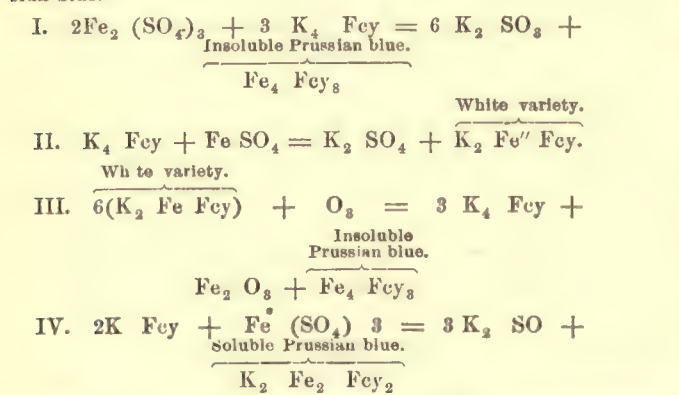 I. 2Fe₂ (SO₄)₃ + 3 K₄ Fcy = 6 K₂ SO₃ +
Insoluble Prussian blue.
Fe₄ Fcy₃
White variety.
II. K₄ Fcy + Fe SO₄ = K₂ SO₄ + K₂ Fe″ Fcy.
Wh te variety.
III. 6(K₂ Fe Fcy) + O₃ = 3 K₄ Fcy +
Insoluble
Prussian blue.
Fe₂ O₃ + Fe₄ Fcy₃
IV. 2K Fcy + Fe (SO₄) 3 = 3 K₂ SO +
Soluble Prussian blue.
K₂ Fe₂ Fcy₂